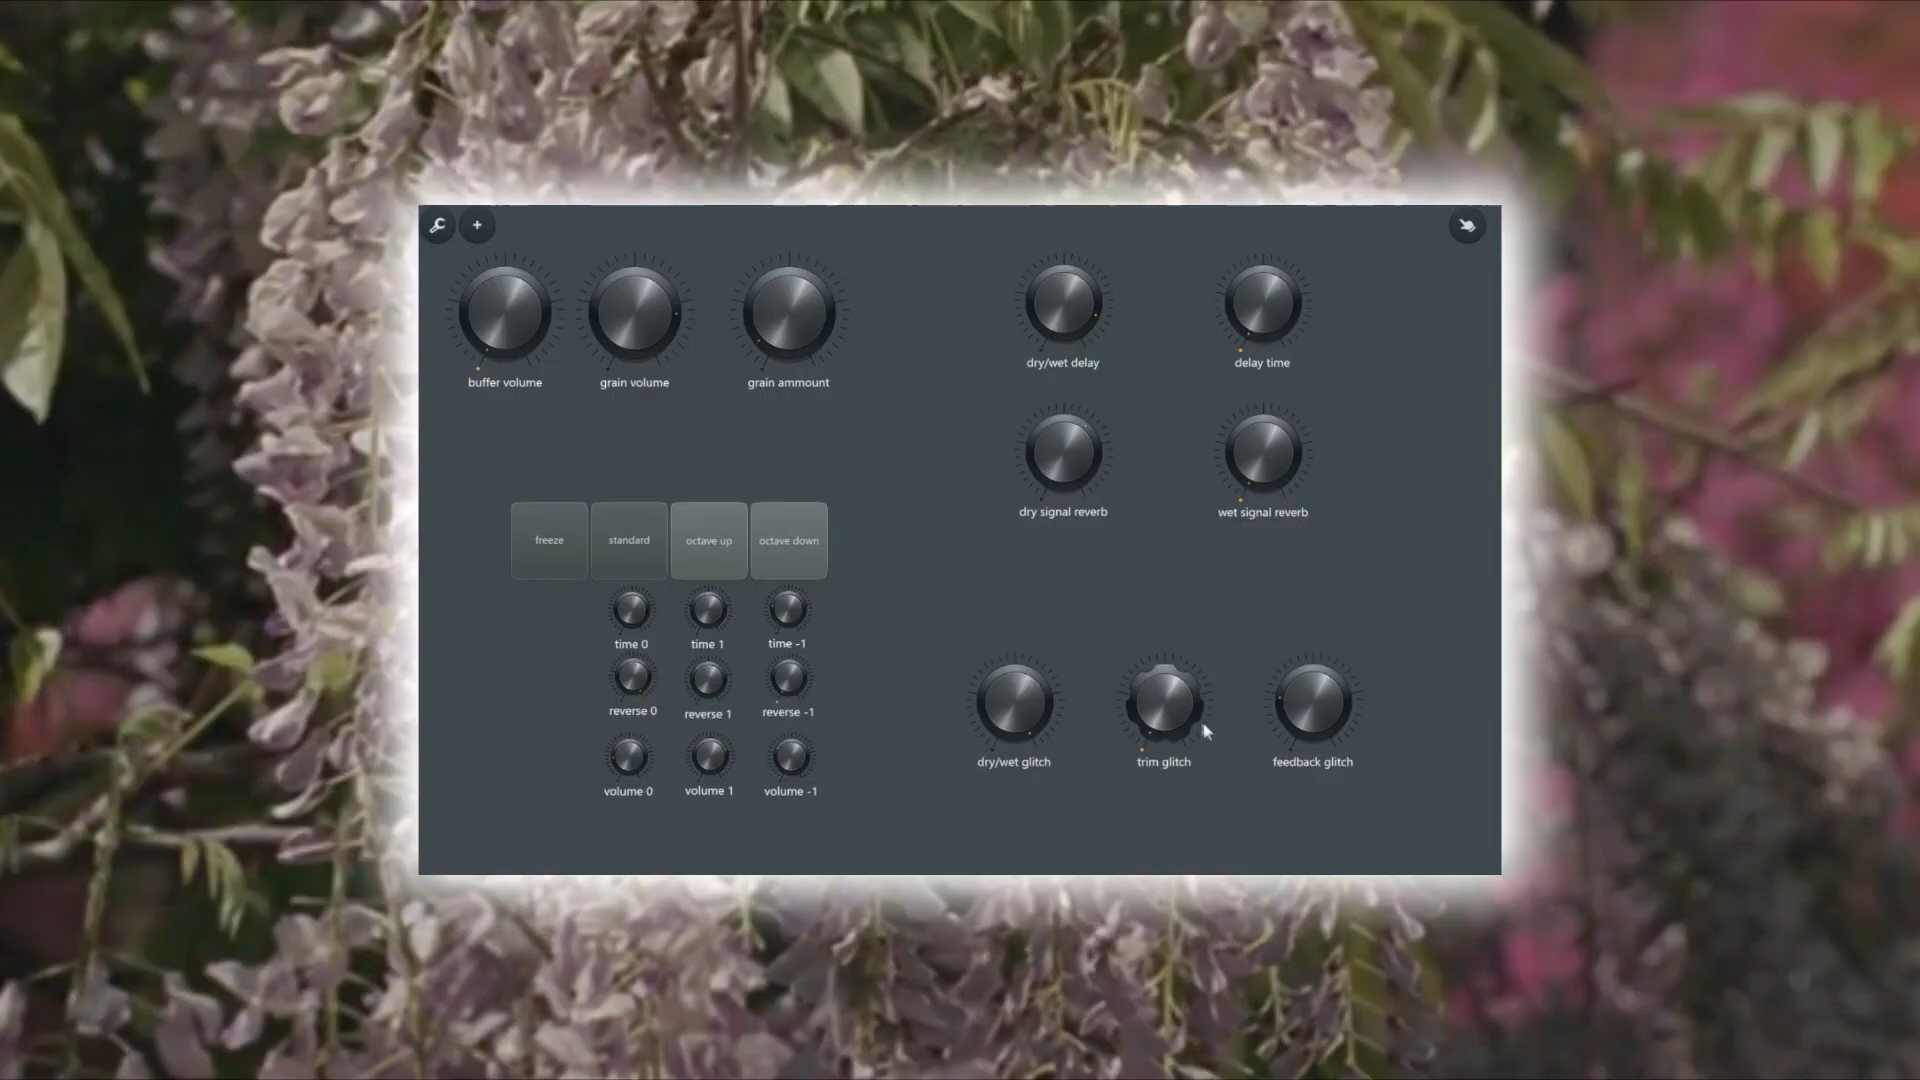 buffer volume
grain volume
grain ammount
dry/wet delay
delay time
dry signal reverb
wet signal reverb
freeze
standard
octave up
octave down
time 0
time 1
time -1
reverse 0
reverse 1
reverse -1
volume 0
volume 1
volume -1
dry/wet glitch
trim glitch
feedback glitch